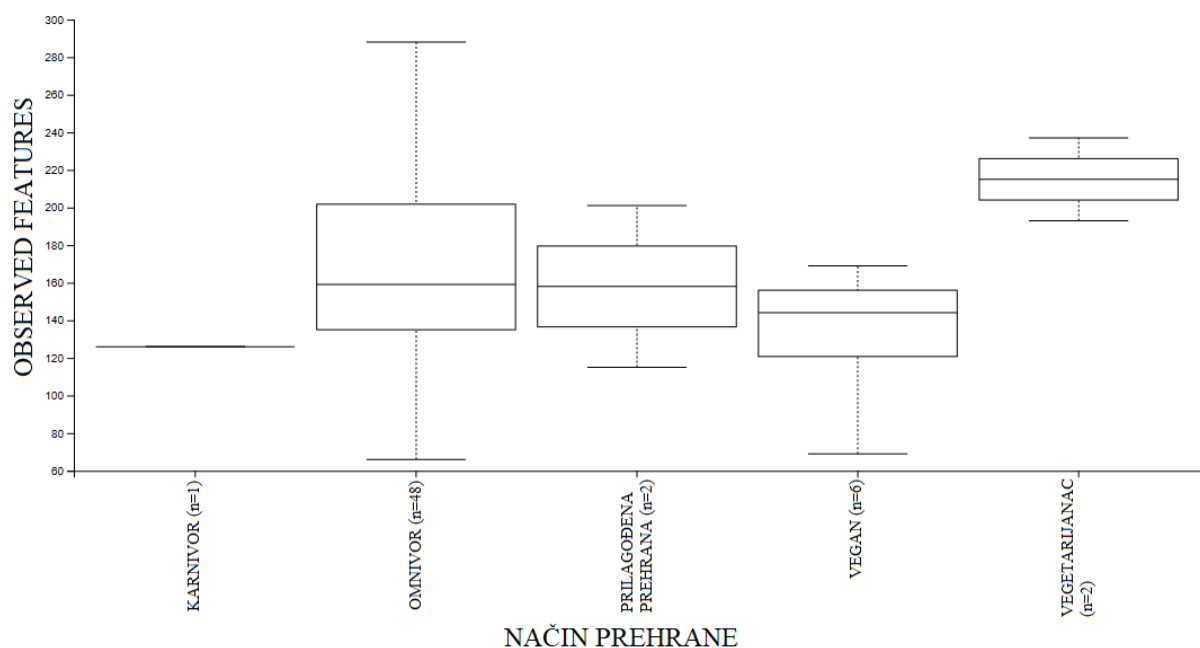 OBSERVED FEATURES
300
280
260
240
220
200
180
160
140
120
100
80
60
KARNIVOR (n=1)
OMNIVOR (n=48)
PRILAGOĐENA
PREHRANA (n=2)
VEGAN (n=6)
VEGETARIJANAC
(n=2)
NAČIN PREHRANE